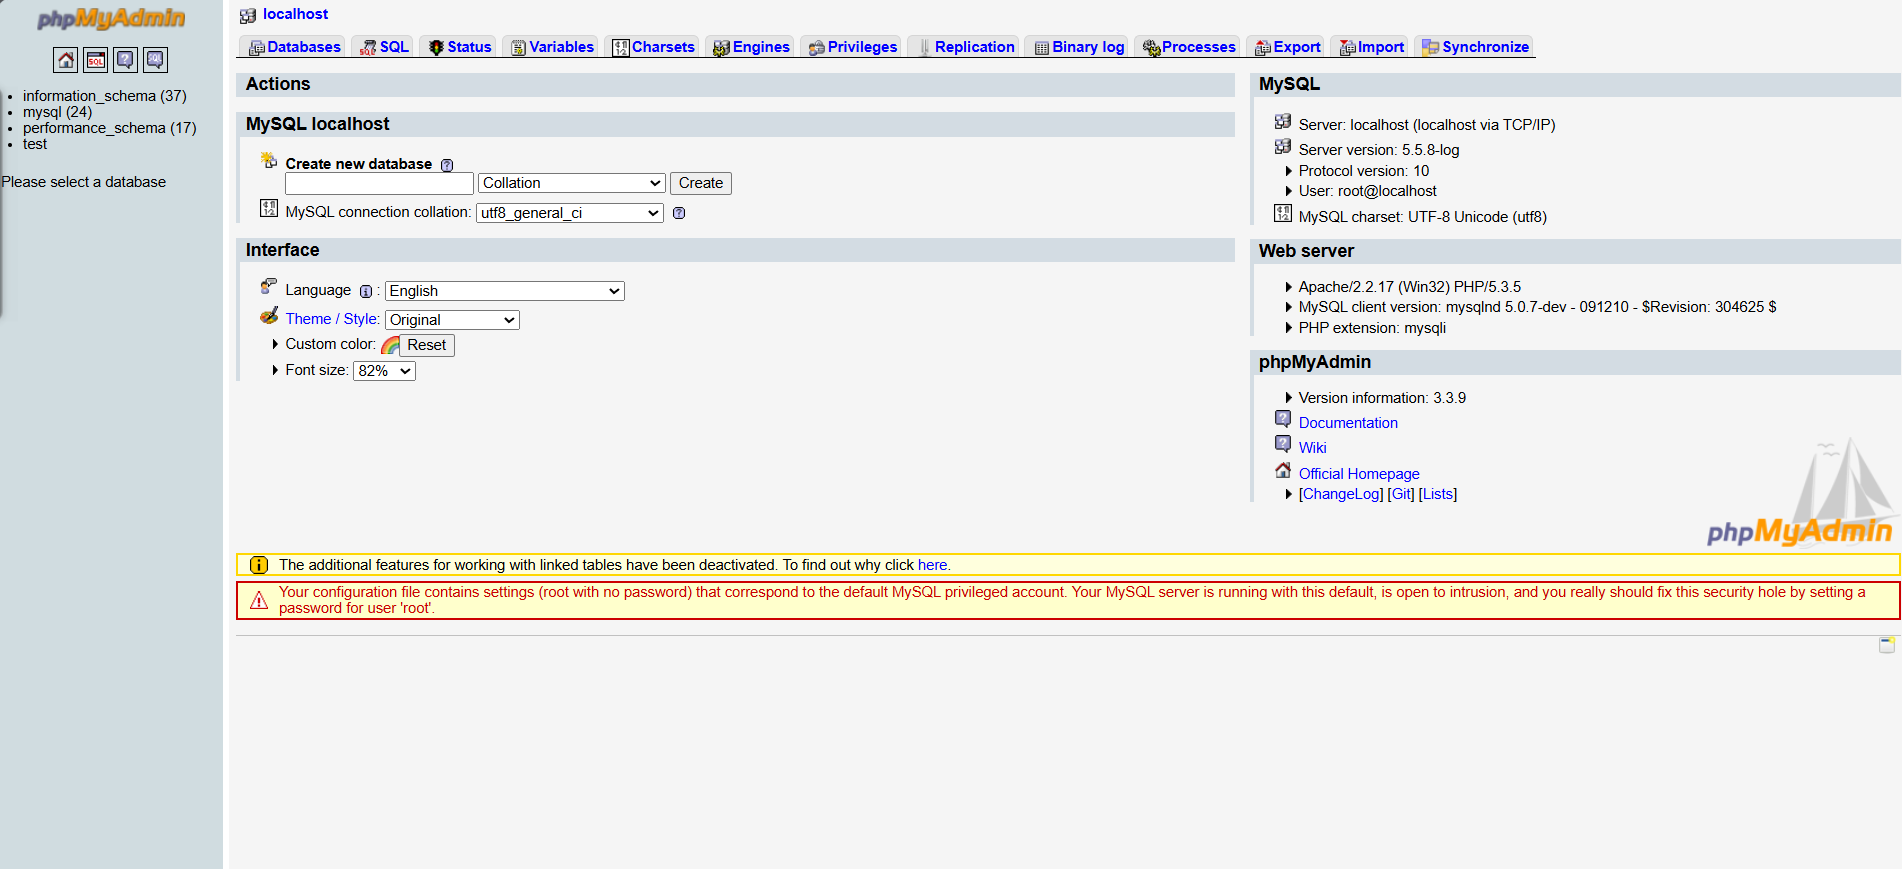 phpMyAdmin
information_schema (37)
mysql (24)
performance_schema (17)
test
Please select a database
localhost
Databases SQL Status Variables Charsets Engines Privileges Replication Binary log Processes Export Import Synchronize
Actions
MySQL localhost
Create new database
Collation Create
MySQL connection collation: utf8_general_ci
Interface
Language : English
Theme / Style: Original
Custom color: Reset
Font size: 82%
MySQL
Server: localhost (localhost via TCP/IP)
Server version: 5.5.8-log
Protocol version: 10
User: root@localhost
MySQL charset: UTF-8 Unicode (utf8)
Web server
Apache/2.2.17 (Win32) PHP/5.3.5
MySQL client version: mysqlnd 5.0.7-dev - 091210 - $Revision: 304625 $
PHP extension: mysqli
phpMyAdmin
Version information: 3.3.9
Documentation
Wiki
Official Homepage
[ChangeLog] [Git] [Lists]
phpMyAdmin
The additional features for working with linked tables have been deactivated. To find out why click here.
Your configuration file contains settings (root with no password) that correspond to the default MySQL privileged account. Your MySQL server is running with this default, is open to intrusion, and you really should fix this security hole by setting a
password for user 'root'.